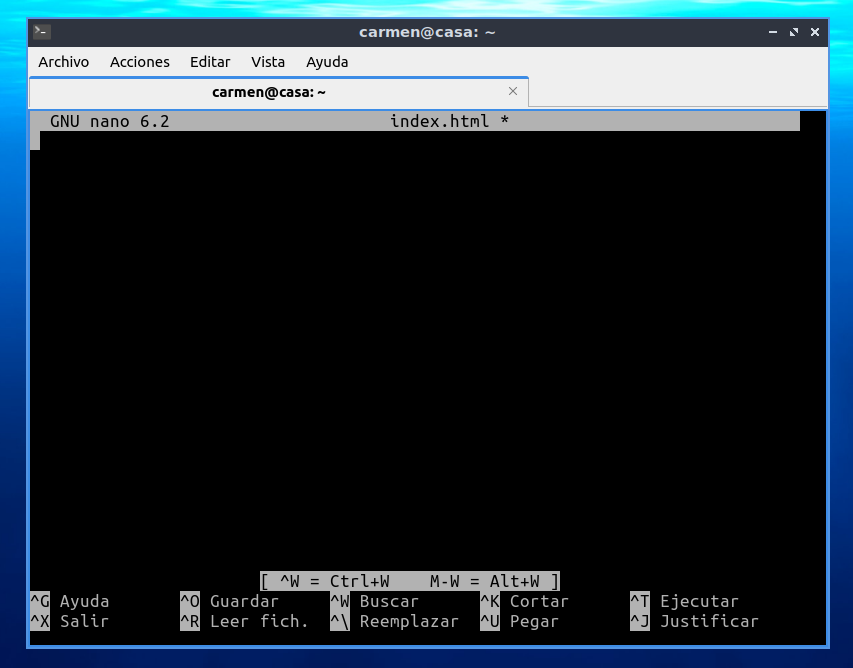 carmen@casa: ~
Archivo Acciones Editar Vista Ayuda
carmen@casa: ~
GNU nano 6.2 index.html *
[ ^W = Ctrl+W M-W = Alt+W ]
^G Ayuda ^O Guardar ^W Buscar ^K Cortar ^T Ejecutar
^X Salir ^R Leer fich. ^\ Reemplazar ^U Pegar ^J Justificar